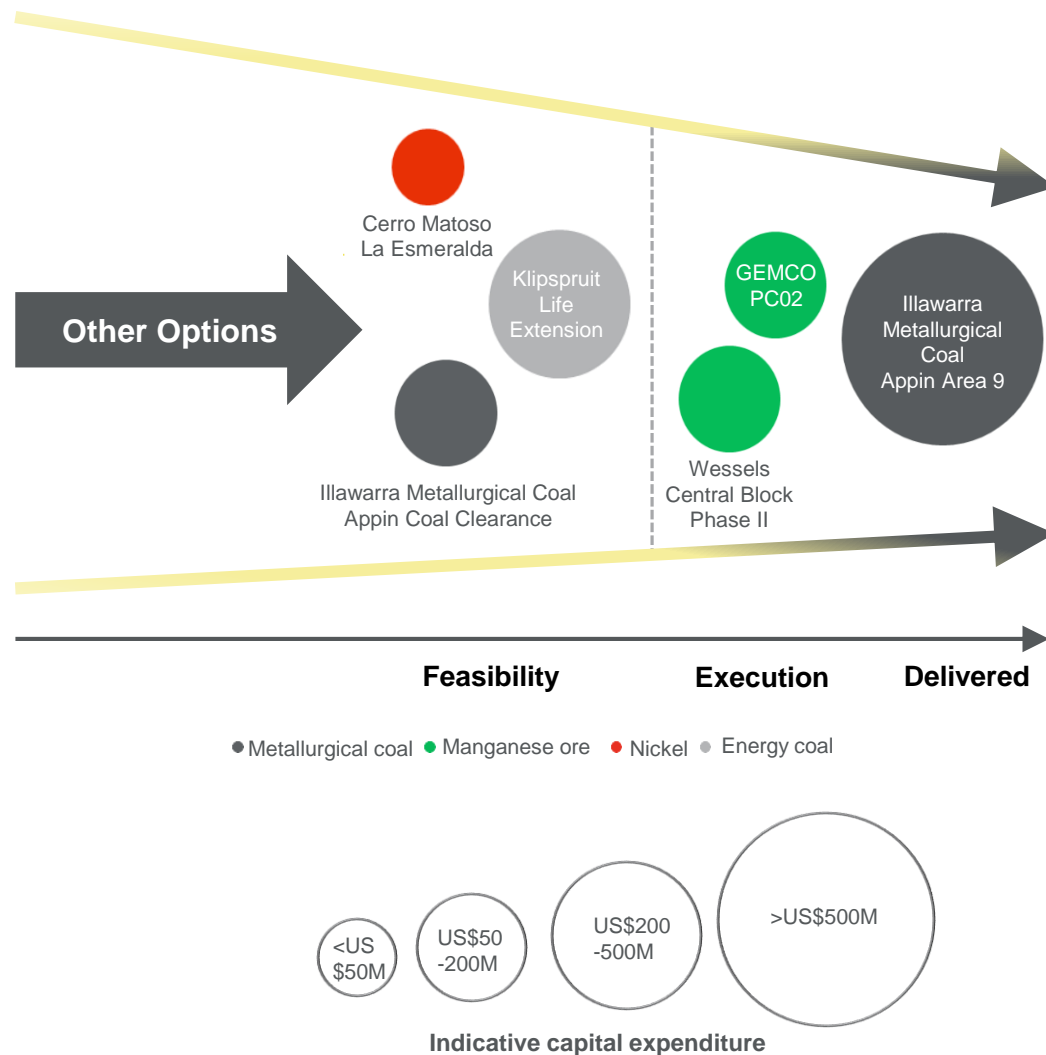 Cerro Matoso
La Esmeralda
Klipspruit
Life
Extension
GEMCO
PC02
Illawarra
Metallurgical
Coal
Appin Area 9
Other Options
Wessels
Central Block
Phase II
Illawarra Metallurgical Coal
Appin Coal Clearance
Feasibility
Execution
Delivered
Metallurgical coal
Manganese ore
Nickel
Energy coal
<US
$50M
US$50
-200M
US$200
-500M
>US$500M
Indicative capital expenditure